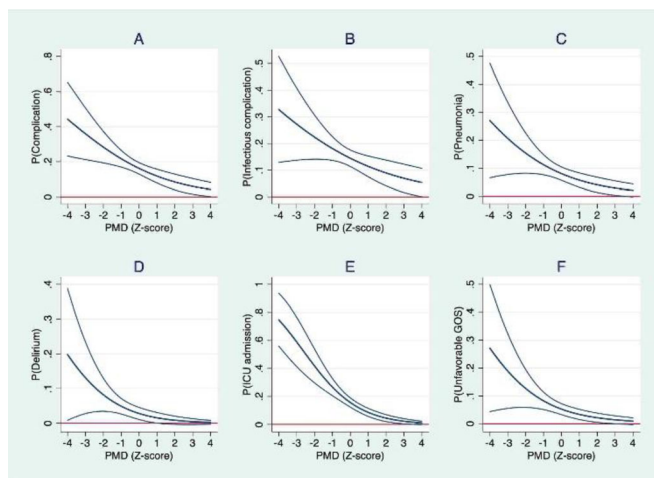 A
P(Complication)
.8
.6
.4
.2
0
-4 -3 -2 -1 0 1 2 3 4
PMD (Z-score)
B
P(Infectious complication)
.5
.4
.3
.2
.1
0
-4 -3 -2 -1 0 1 2 3 4
PMD (Z-score)
C
P(Pneumonia)
.5
.4
.3
.2
.1
0
-4 -3 -2 -1 0 1 2 3 4
PMD (Z-score)
D
P(Delirium)
.4
.3
.2
.1
0
-4 -3 -2 -1 0 1 2 3 4
PMD (Z-score)
E
P(ICU admission)
1
.8
.6
.4
.2
0
-4 -3 -2 -1 0 1 2 3 4
PMD (Z-score)
F
P(Unfavorable GOS)
.5
.4
.3
.2
.1
0
-4 -3 -2 -1 0 1 2 3 4
PMD (Z-score)